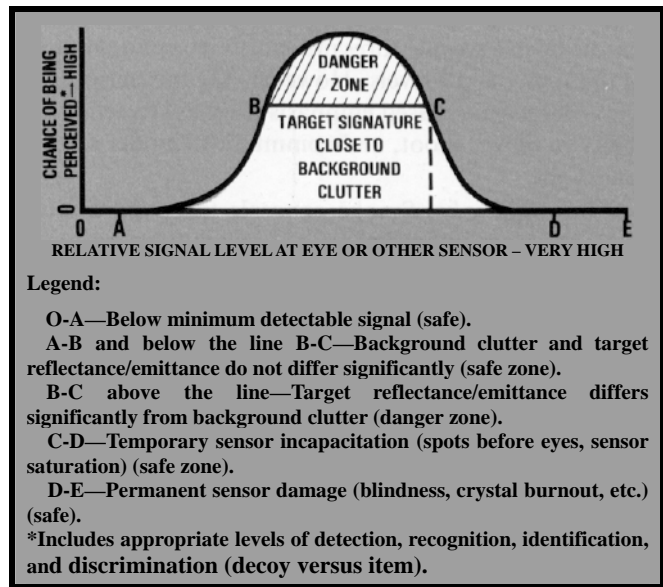 CHANCE OF BEING
PERCEIVED*– HIGH
DANGER
ZONE
B
C
TARGET SIGNATURE
CLOSE TO
BACKGROUND
CLUTTER
0
0
A
D
E
RELATIVE SIGNAL LEVEL AT EYE OR OTHER SENSOR – VERY HIGH
Legend:
O-A—Below minimum detectable signal (safe).
A-B and below the line B-C—Background clutter and target
reflectance/emittance do not differ significantly (safe zone).
B-C above the line—Target reflectance/emittance differs
significantly from background clutter (danger zone).
C-D—Temporary sensor incapacitation (spots before eyes, sensor
saturation) (safe zone).
D-E—Permanent sensor damage (blindness, crystal burnout, etc.)
(safe).
*Includes appropriate levels of detection, recognition, identification,
and discrimination (decoy versus item).